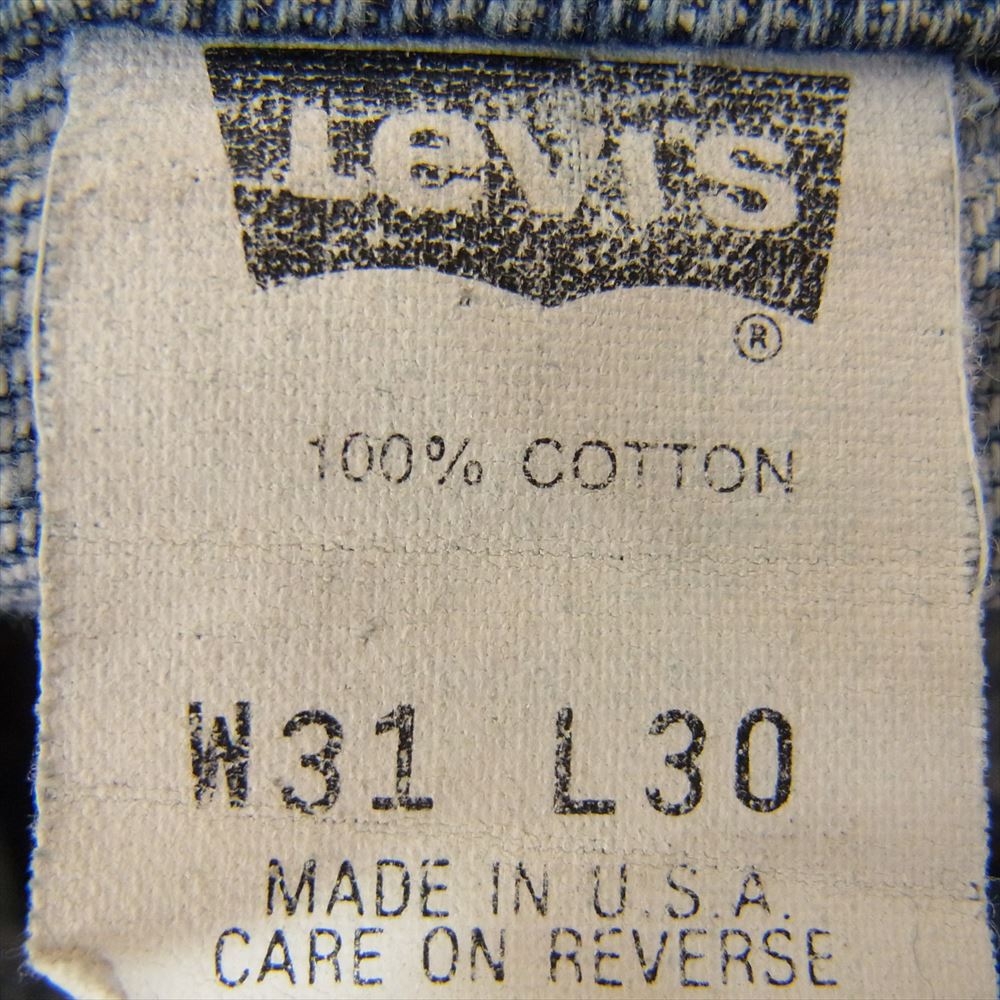 Levi's
®
100% COTTON
W31 L30
MADE IN U.S.A.
CARE ON REVERSE